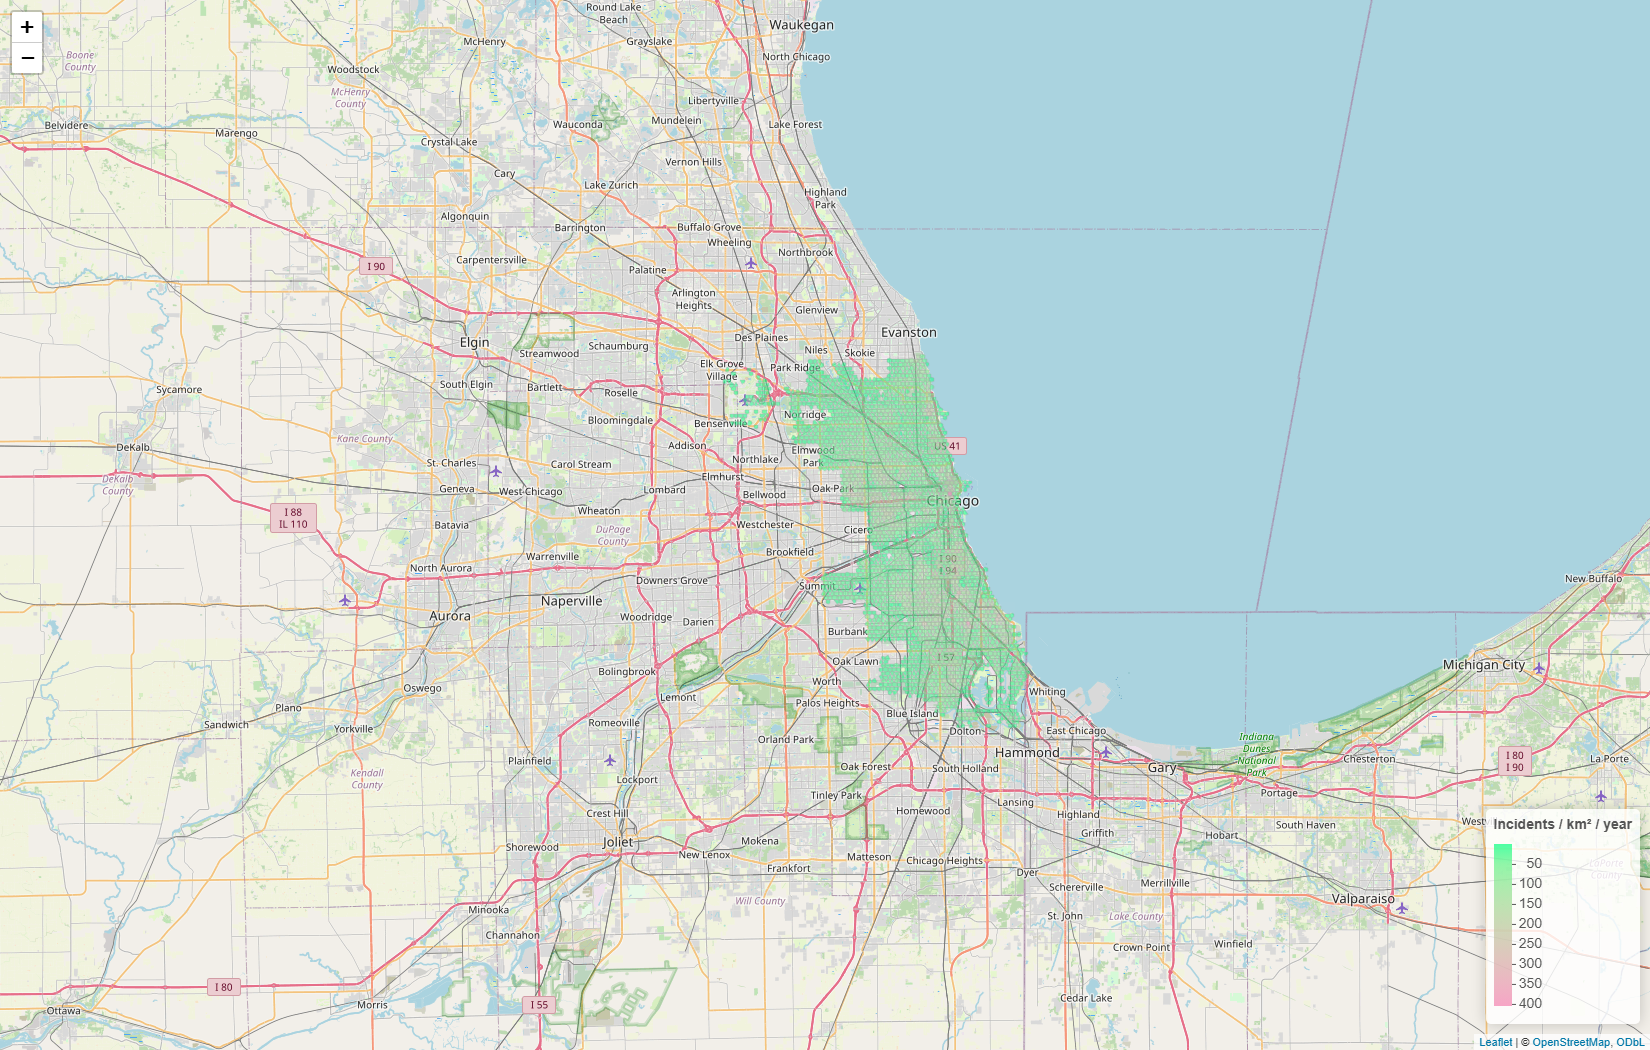 +
−
Round Lake
Beach
Waukegan
McHenry
Grayslake
Boone
County
Woodstock
North Chicago
McHenry
County
Libertyville
Belvidere
Marengo
Wauconda
Mundelein
Lake Forest
Crystal Lake
Vernon Hills
Cary
Lake Zurich
Highland
Park
Algonquin
Barrington
Buffalo Grove
Wheeling
Northbrook
I 90
Carpentersville
Palatine
Arlington
Heights
Glenview
Evanston
Elgin
Streamwood
Schaumburg
Des Plaines
Niles
Skokie
Elk Grove
Village
Park Ridge
South Elgin
Bartlett
Roselle
Sycamore
Bloomingdale
Bensenville
Norridge
Kane County
DeKalb
Addison
Elmwood
Park
US 41
St. Charles
Carol Stream
Northlake
DeKalb
County
Geneva
West Chicago
Lombard
Elmhurst
Bellwood
Oak Park
Chicago
I 88
IL 110
Batavia
Wheaton
DuPage
County
Westchester
Cicero
Warrenville
Brookfield
I 90
I 94
North Aurora
Downers Grove
Summit
New Buffalo
Aurora
Naperville
Woodridge
Darien
Burbank
Bolingbrook
Oak Lawn
I 57
Michigan City
Oswego
Lemont
Worth
Palos Heights
Whiting
Plano
Sandwich
Yorkville
Romeoville
Blue Island
Dolton
East Chicago
Orland Park
Hammond
Indiana
Dunes
National
Park
Plainfield
Lockport
Oak Forest
South Holland
Gary
Chesterton
I 80
I 90
La Porte
Kendall
County
Tinley Park
Homewood
Lansing
Portage
Crest Hill
Highland
Griffith
South Haven
Hobart
Shorewood
Joliet
New Lenox
Mokena
Frankfort
Matteson
Chicago Heights
Dyer
Schererville
Merrillville
Will County
Valparaiso
Minooka
St. John
Lake County
Channahon
Crown Point
Winfield
I 80
Morris
I 55
Cedar Lake
Ottawa
LaPorte
County
Incidents / km² / year
50
100
150
200
250
300
350
400
Leaflet | © OpenStreetMap, ODbL